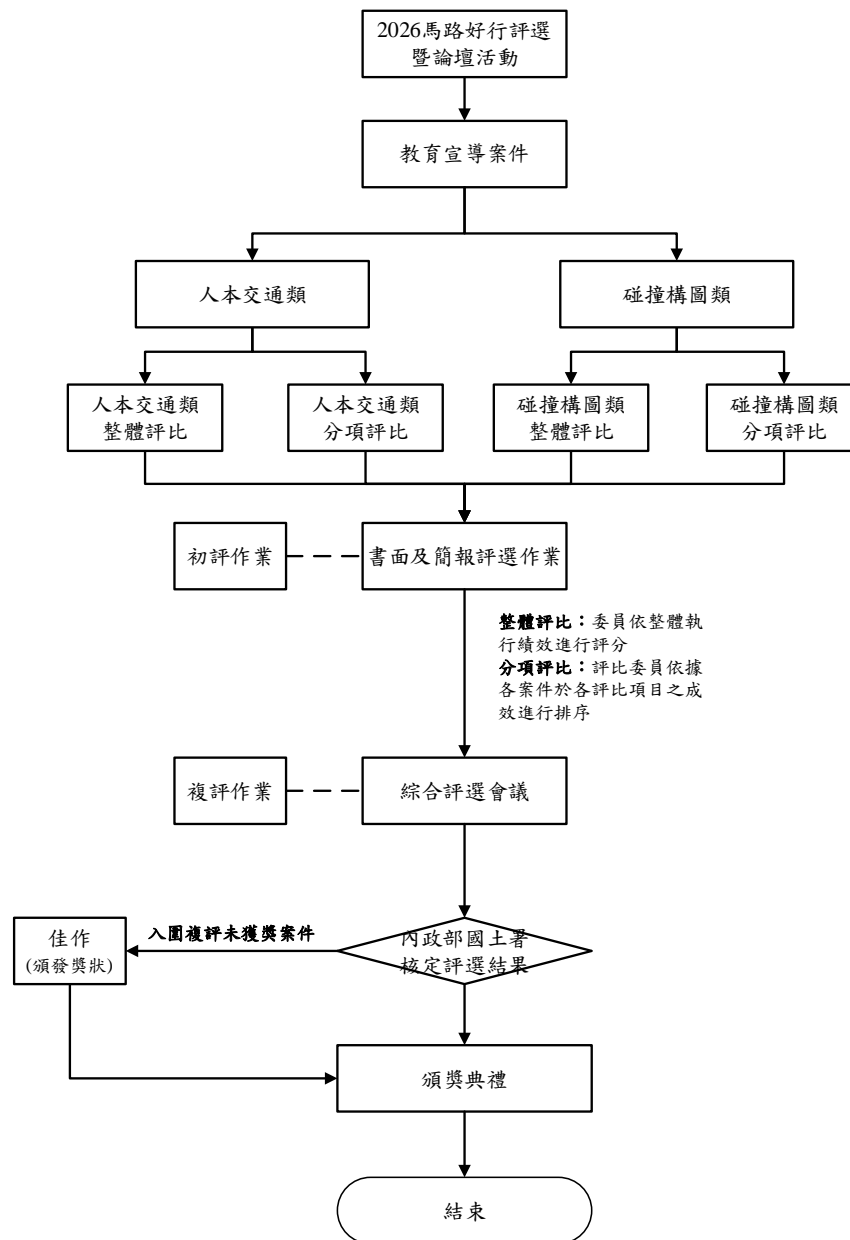 2026馬路好行評選
暨論壇活動
教育宣導案件
人本交通類
碰撞構圖類
人本交通類
整體評比
人本交通類
分項評比
碰撞構圖類
整體評比
碰撞構圖類
分項評比
初評作業
書面及簡報評選作業
整體評比：委員依整體執
行績效進行評分
分項評比：評比委員依據
各案件於各評比項目之成
效進行排序
複評作業
綜合評選會議
佳作
(頒發獎狀)
入圍複評未獲獎案件
內政部國土署
核定評選結果
頒獎典禮
結束